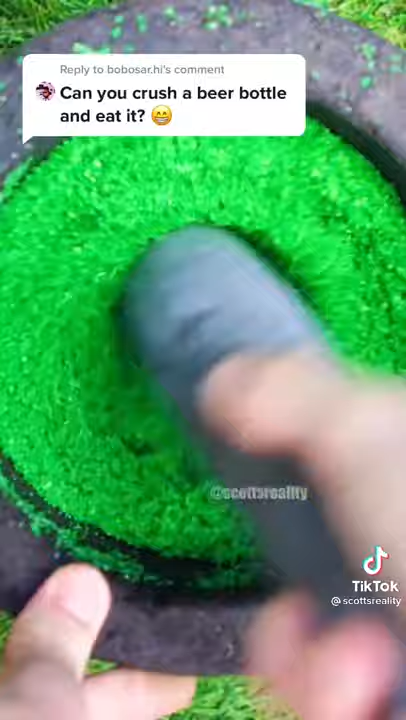 Reply to bobosar.hi's comment
Can you crush a beer bottle
and eat it? 😁
@scottsreality
TikTok
@scottsreality